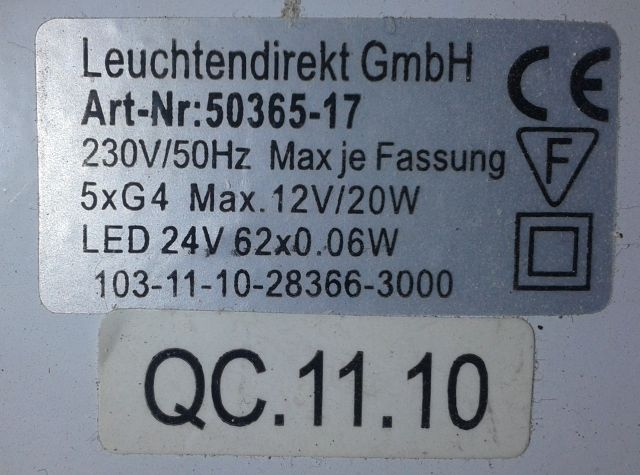 Leuchtendirekt GmbH
Art-Nr:50365-17
230V/50Hz Max je Fassung
5xG4 Max.12V/20W
LED 24V 62x0.06W
103-11-10-28366-3000
CE
F
QC.11.10